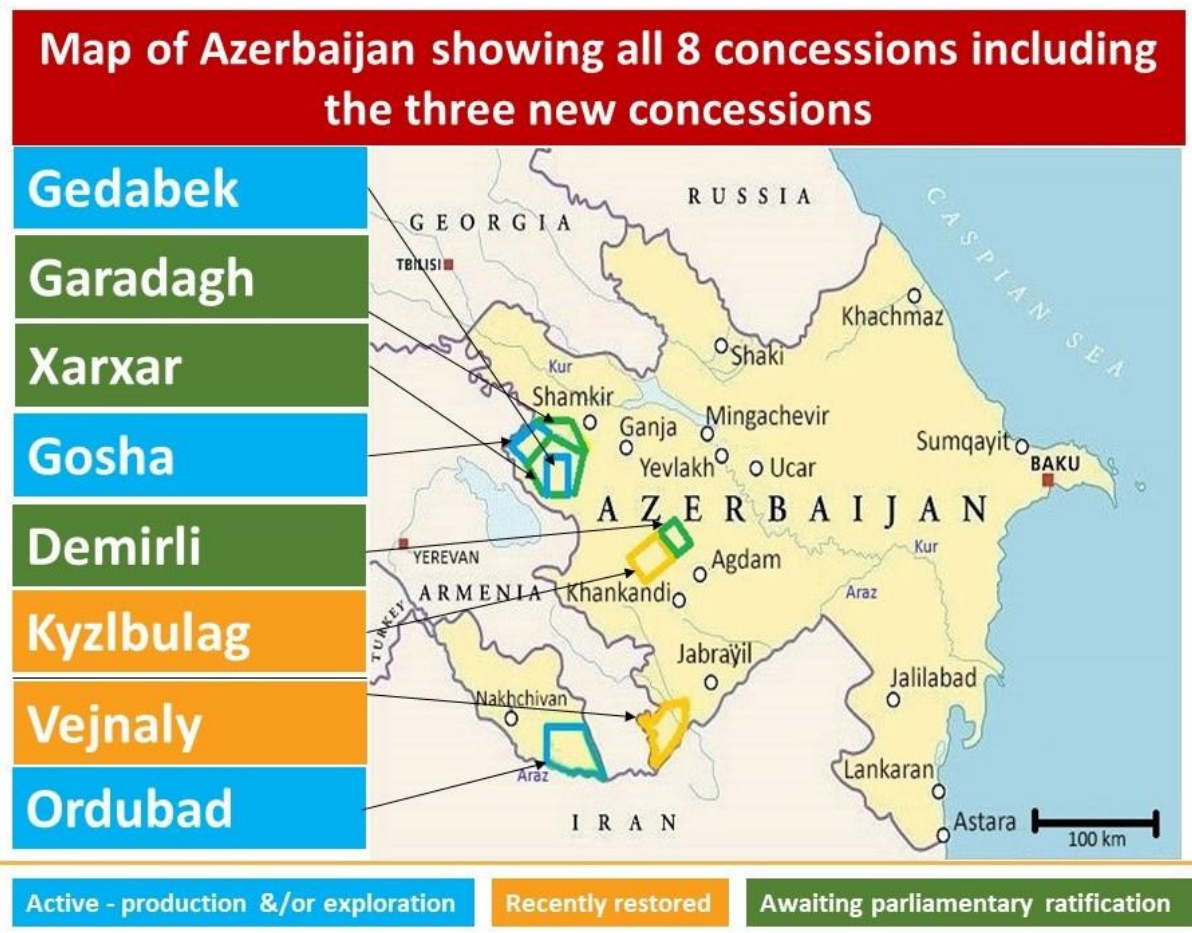 Map of Azerbaijan showing all 8 concessions including
the three new concessions
Gedabek
Garadagh
Xarxar
Gosha
Demirli
Kyzlbulag
Vejnaly
Ordubad
RUSSIA
GEORGIA
TBILISI
CASPIAN SEA
Khachmaz
Shaki
Kur
Shamkir
Mingachevir
Ganja
Sumqayit
Yevlakh
Ucar
BAKU
AZERBAIJAN
YEREVAN
Kur
Agdam
ARMENIA
Khankandi
Araz
TURKEY
Jabrayil
Jalilabad
Nakhchivan
Araz
Lankaran
IRAN
Astara
100 km
Active - production &/or exploration
Recently restored
Awaiting parliamentary ratification